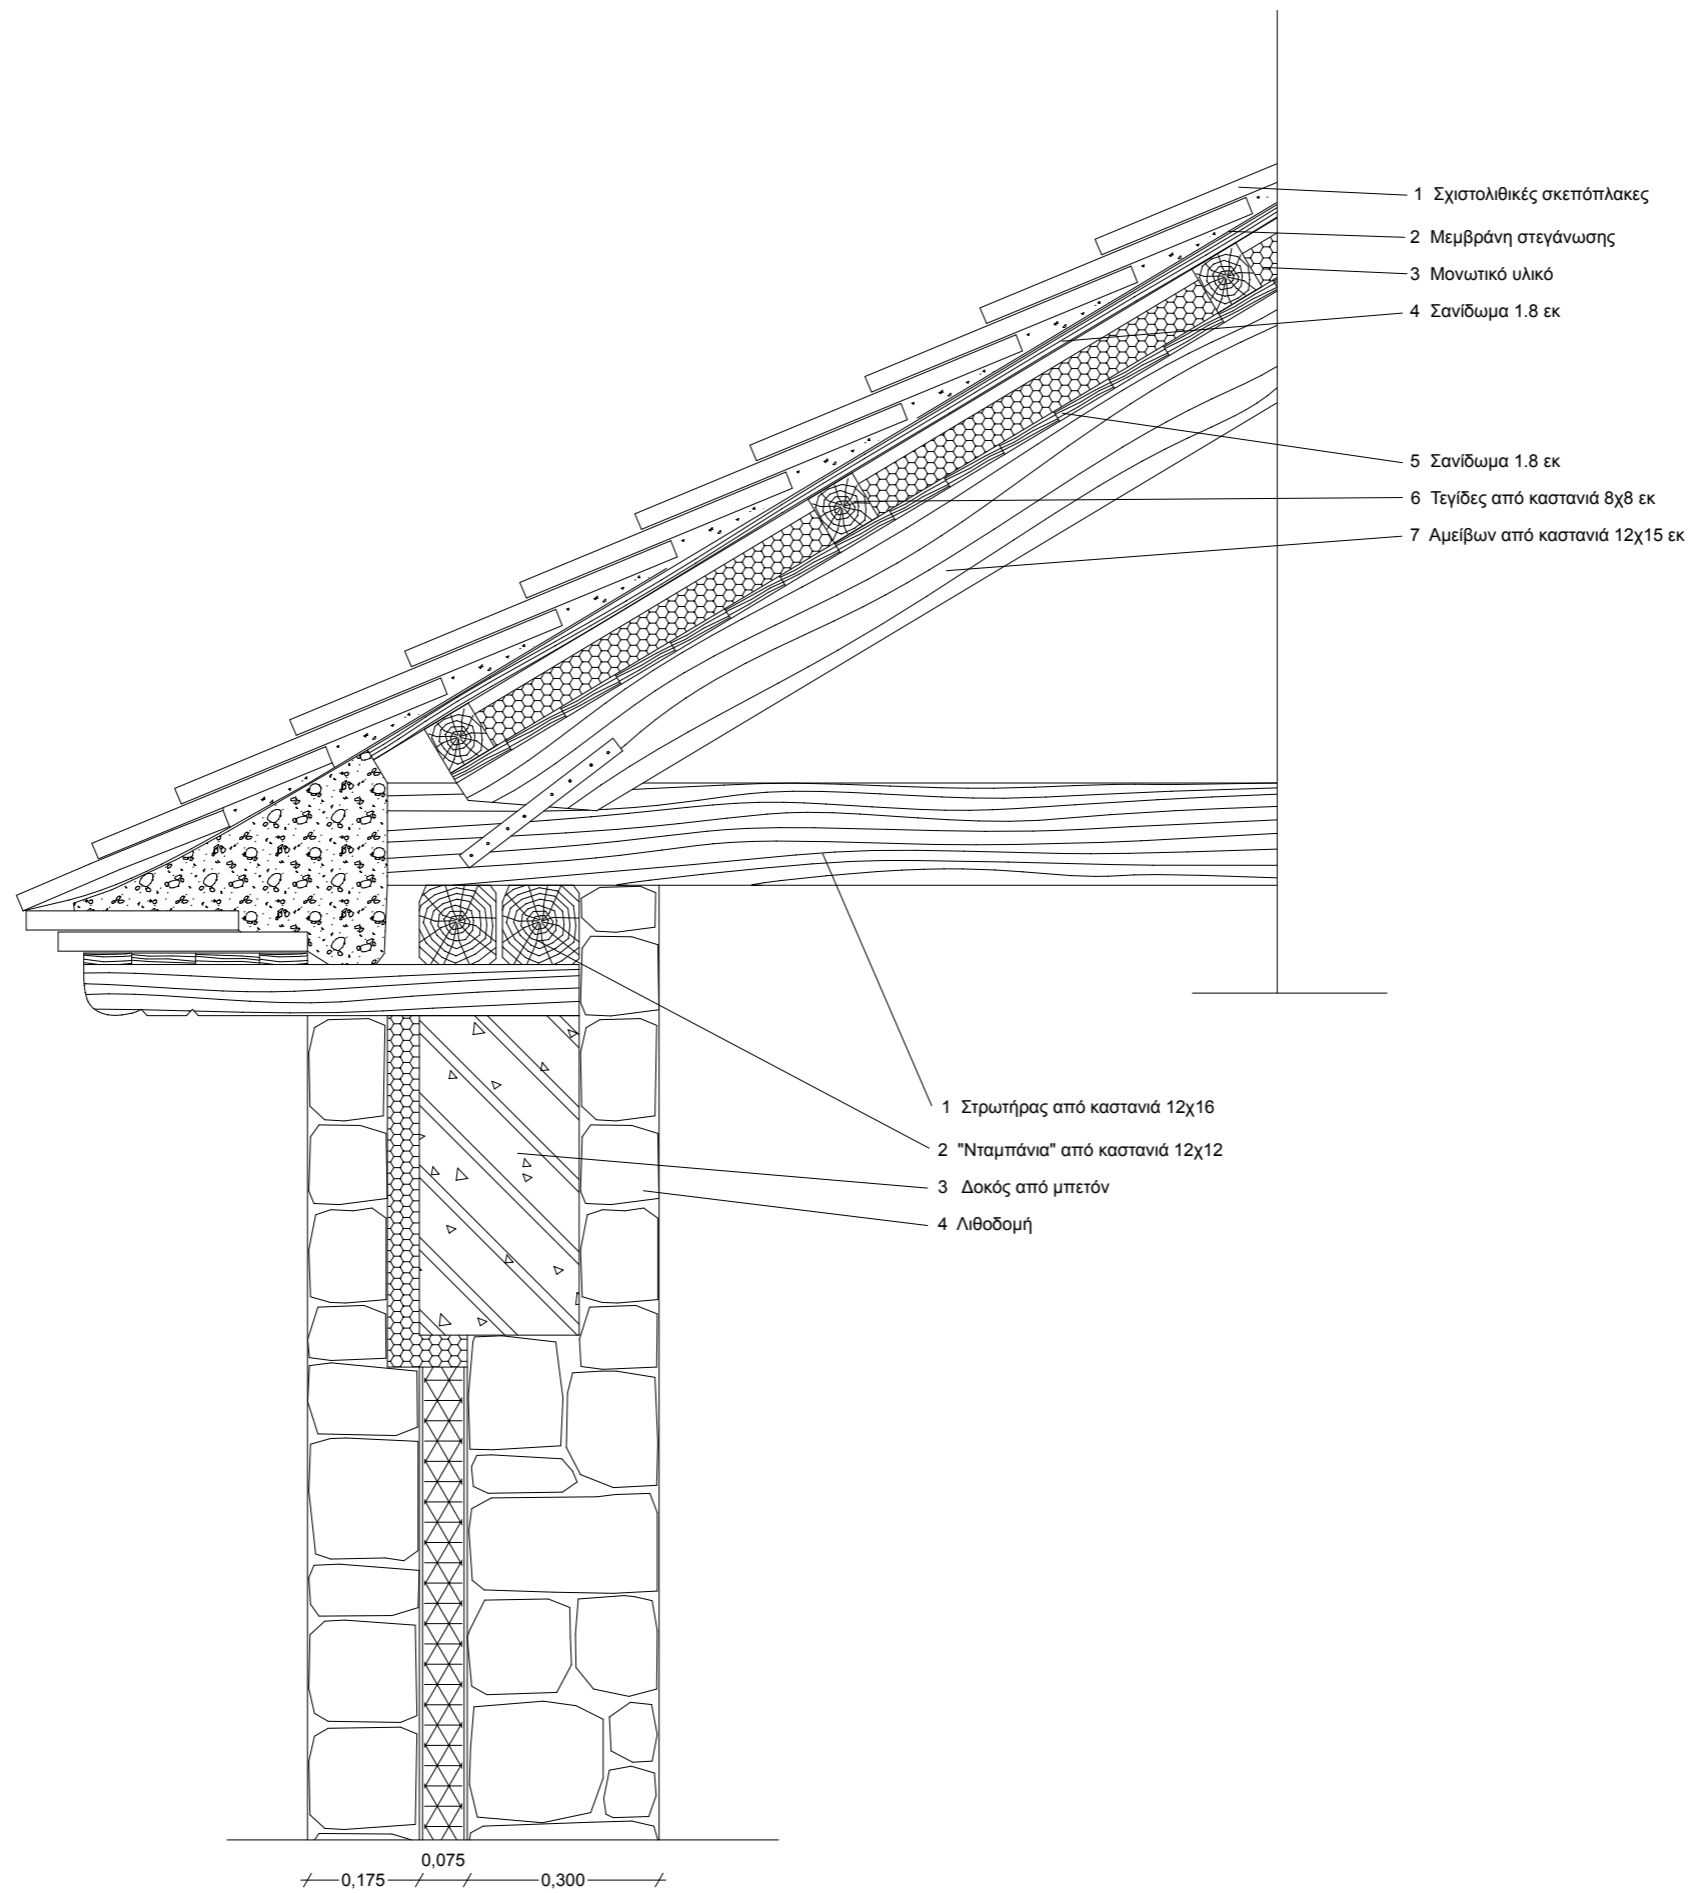 1 Σχιστολιθικές σκεπόπλακες
2 Μεμβράνη στεγάνωσης
3 Μονωτικό υλικό
4 Σανίδωμα 1.8 εκ
5 Σανίδωμα 1.8 εκ
6 Τεγίδες από καστανιά 8χ8 εκ
7 Αμείβων από καστανιά 12χ15 εκ
1 Στρωτήρας από καστανιά 12χ16
2 "Νταμπάνια" από καστανιά 12χ12
3 Δοκός από μπετόν
4 Λιθοδομή
0,075
0,175 0,300